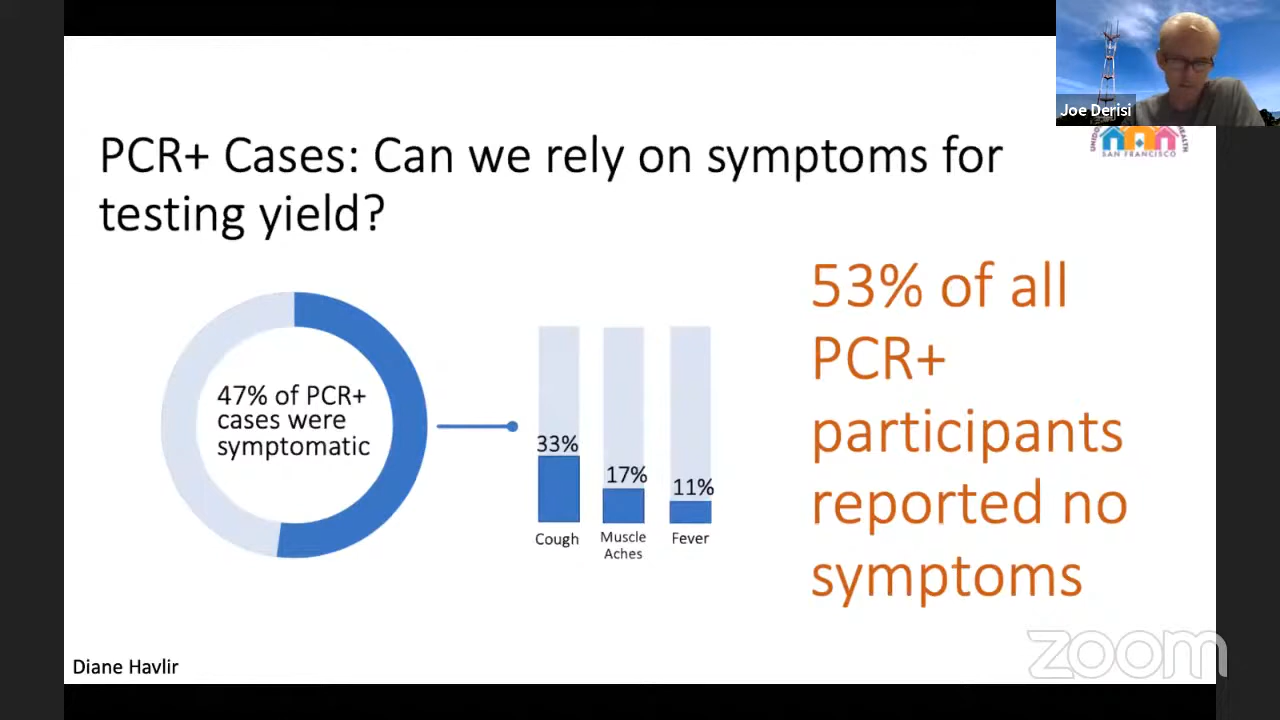 Joe Derisi
SAN FRANCISCO
HEALTH
PCR+ Cases: Can we rely on symptoms for
testing yield?
47% of PCR+
cases were
symptomatic
33%
17%
11%
Cough
Muscle
Aches
Fever
53% of all
PCR+
participants
reported no
symptoms
Diane Havlir
zoom